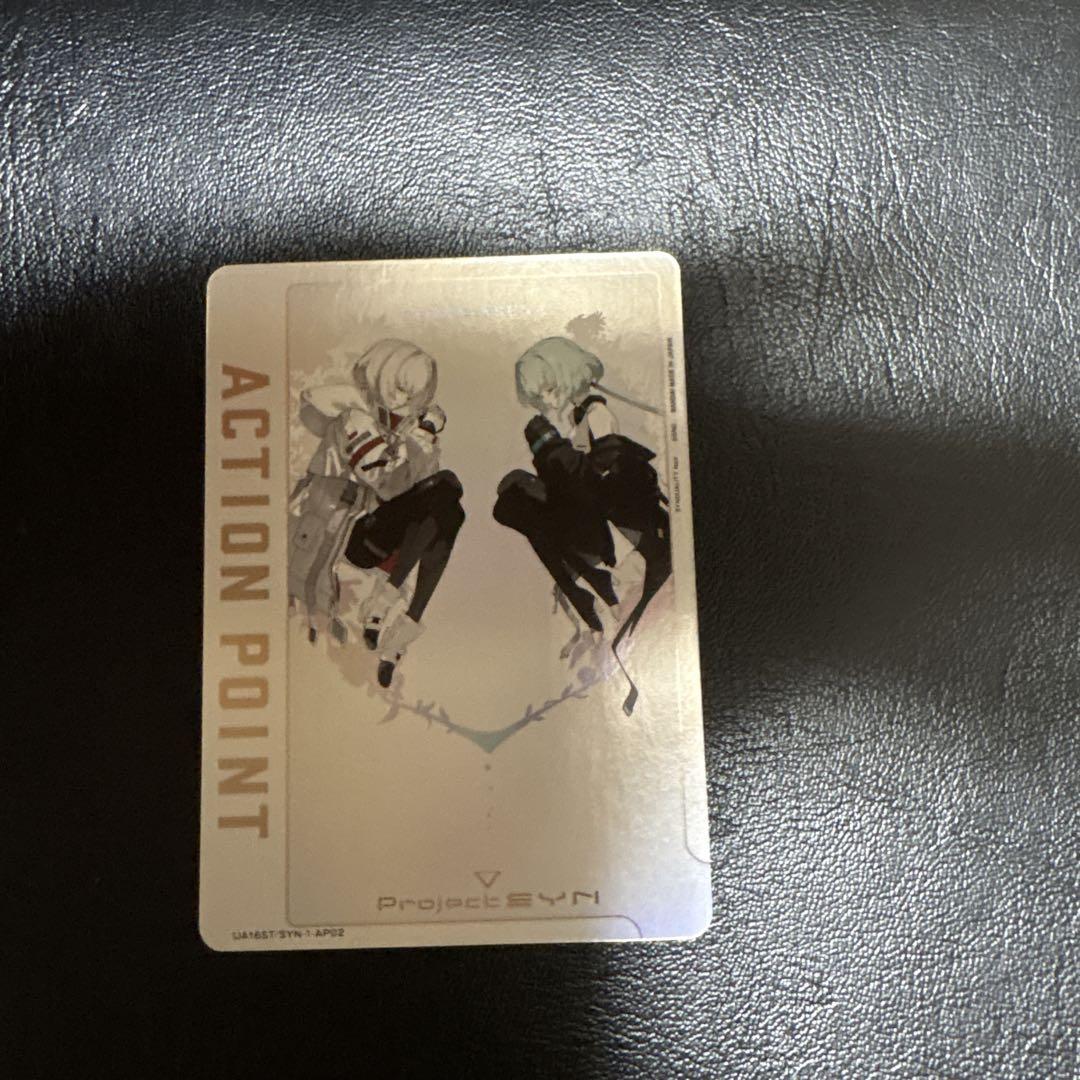 ACTION POINT
Project SYN
UA16ST/SYN-1-AP02